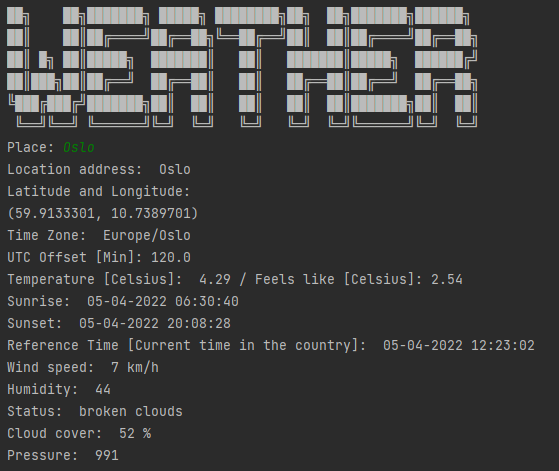 WEATHER
Place: Oslo
Location address:  Oslo
Latitude and Longitude:
(59.9133301, 10.7389701)
Time Zone:  Europe/Oslo
UTC Offset [Min]: 120.0
Temperature [Celsius]:  4.29 / Feels like [Celsius]: 2.54
Sunrise:  05-04-2022 06:30:40
Sunset:  05-04-2022 20:08:28
Reference Time [Current time in the country]:  05-04-2022 12:23:02
Wind speed:  7 km/h
Humidity:  44
Status:  broken clouds
Cloud cover:  52 %
Pressure:  991